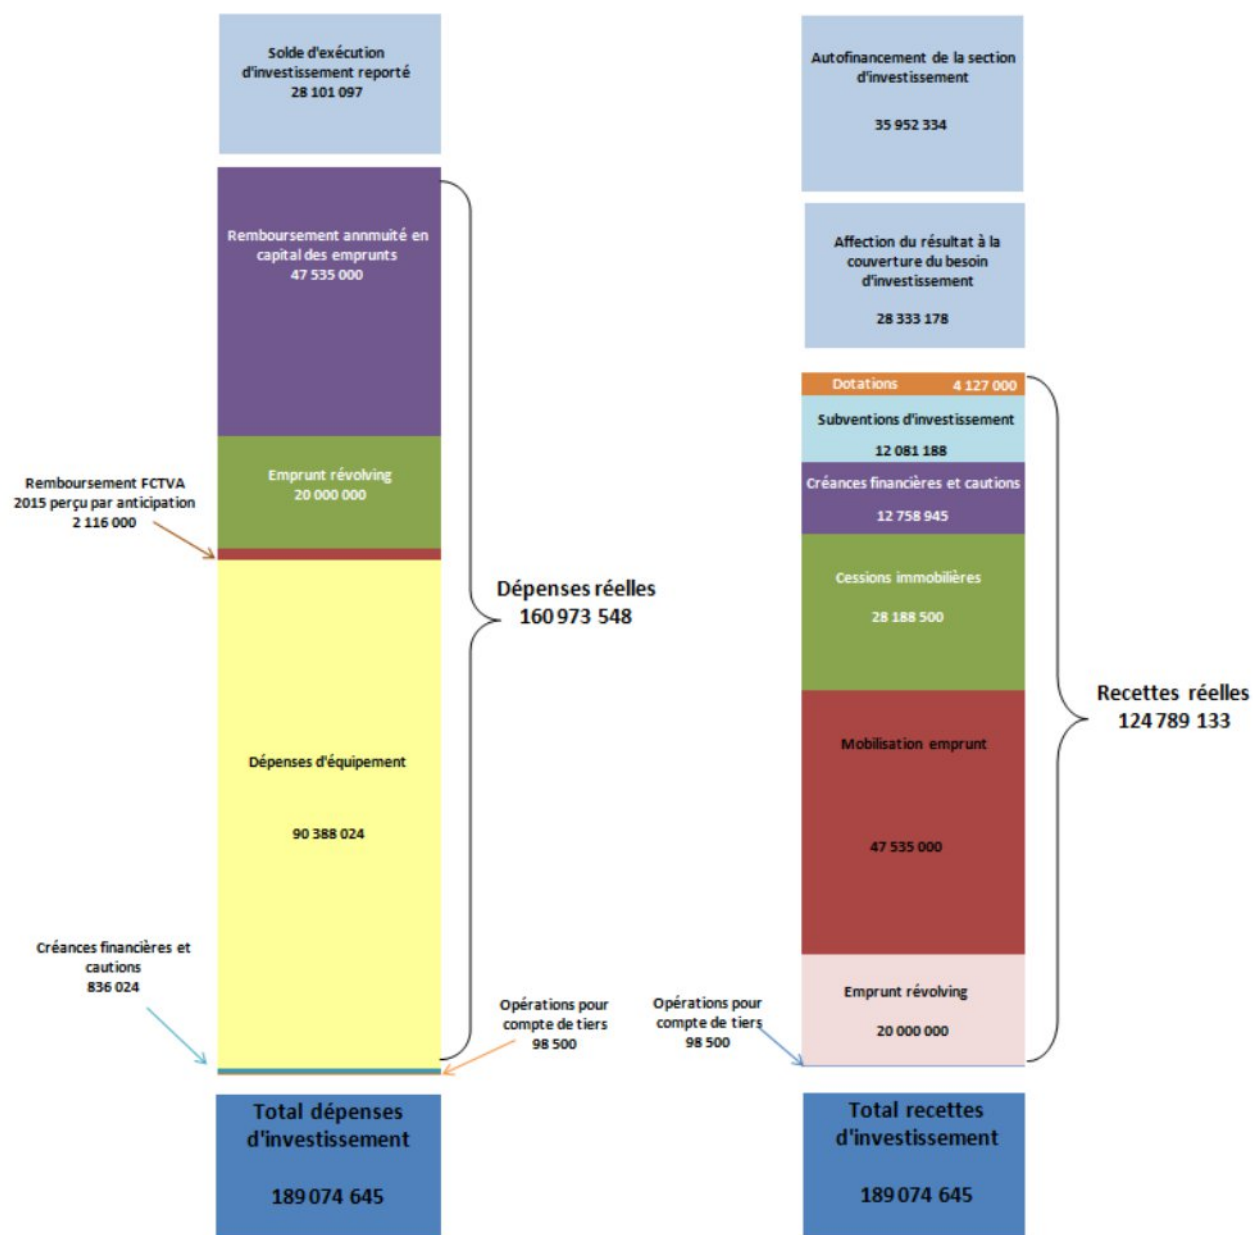 Solde d'exécution
d'investissement reporté
28 101 097
Remboursement annmuité en
capital des emprunts
47 535 000
Emprunt révolving
20 000 000
Remboursement FCTVA
2015 perçu par anticipation
2 116 000
Dépenses réelles
160 973 548
Dépenses d'équipement
90 388 024
Créances financières et
cautions
836 024
Opérations pour
compte de tiers
98 500
Total dépenses
d'investissement
189 074 645
Autofinancement de la section
d'investissement
35 952 334
Affection du résultat à la
couverture du besoin
d'investissement
28 333 178
Dotations 4 127 000
Subventions d'investissement
12 081 188
Créances financières et cautions
12 758 945
Cessions immobilières
28 188 500
Recettes réelles
124 789 133
Mobilisation emprunt
47 535 000
Emprunt révolving
20 000 000
Opérations pour
compte de tiers
98 500
Total recettes
d'investissement
189 074 645